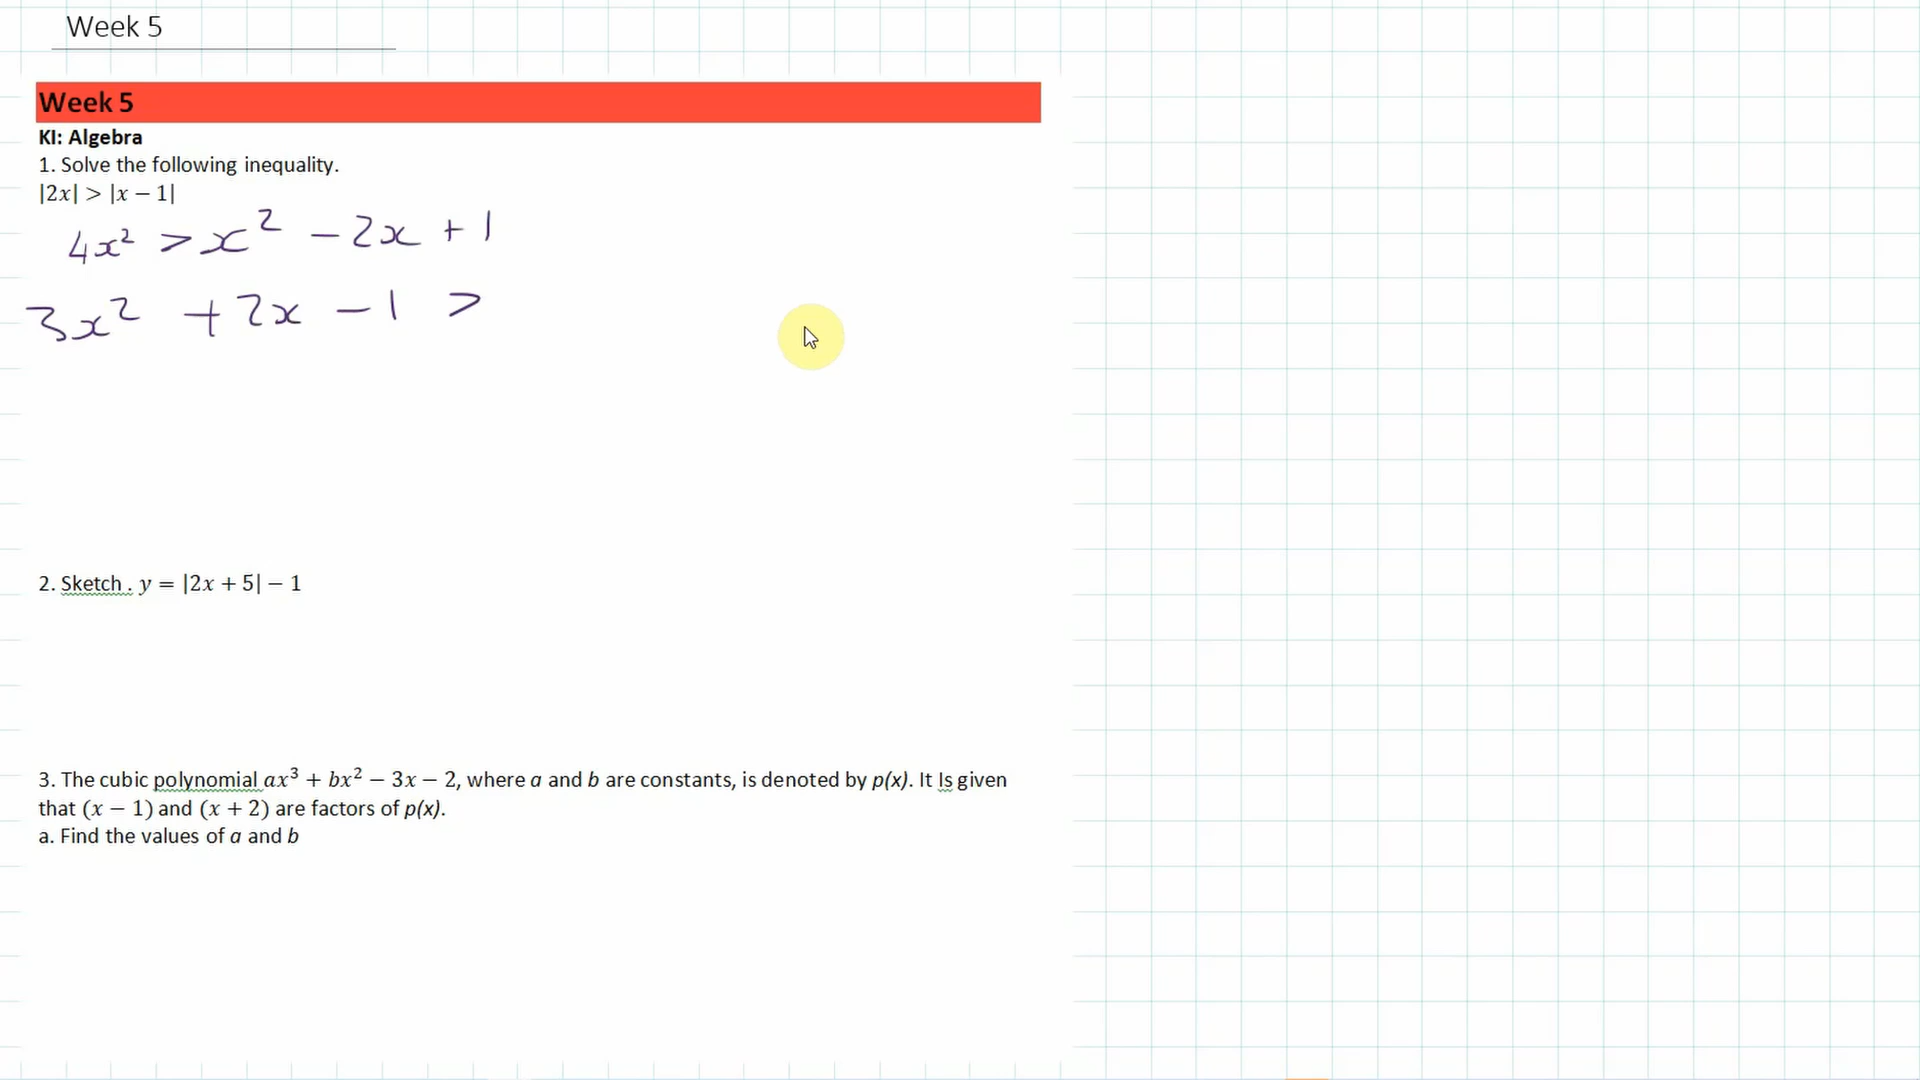 Week 5
Week 5
KI: Algebra
1. Solve the following inequality.
|2x| > |x − 1|
4x² > x² − 2x + 1
3x² + 2x − 1 >
2. Sketch . y = |2x + 5| − 1
3. The cubic polynomial ax³ + bx² − 3x − 2, where a and b are constants, is denoted by p(x). It Is given
that (x − 1) and (x + 2) are factors of p(x).
a. Find the values of a and b